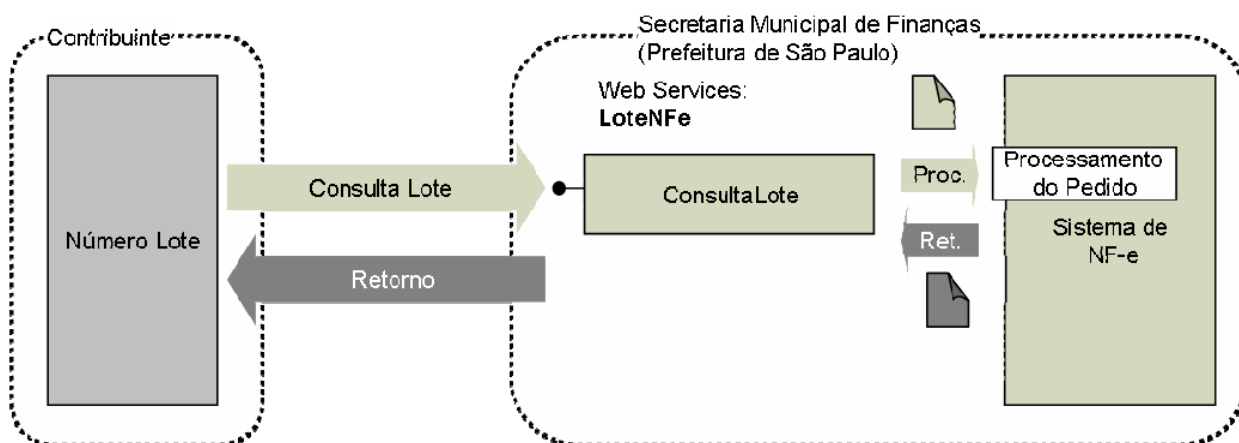 Contribuinte
Secretaria Municipal de Finanças
(Prefeitura de São Paulo)
Web Services:
LoteNFe
Número Lote
Consulta Lote
Retorno
ConsultaLote
Proc.
Ret.
Processamento
do Pedido
Sistema de
NF-e